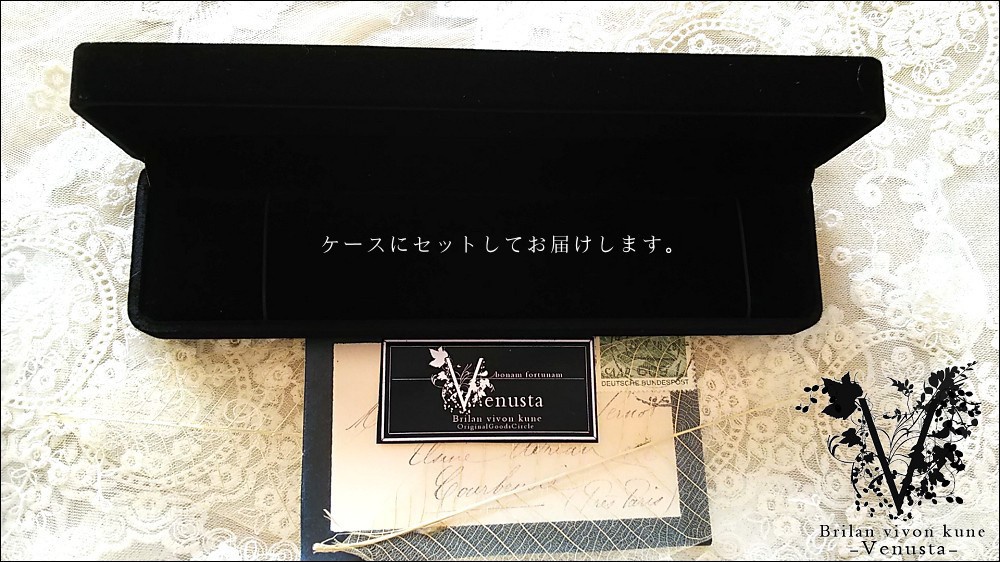 ケースにセットしてお届けします。
bonam fortunam
Venusta
Brilan vivon kune
OriginalGoodsCircle
DEUTSCHE BUNDESPOST
Courbevoie
Brilan vivon kune
-Venusta-